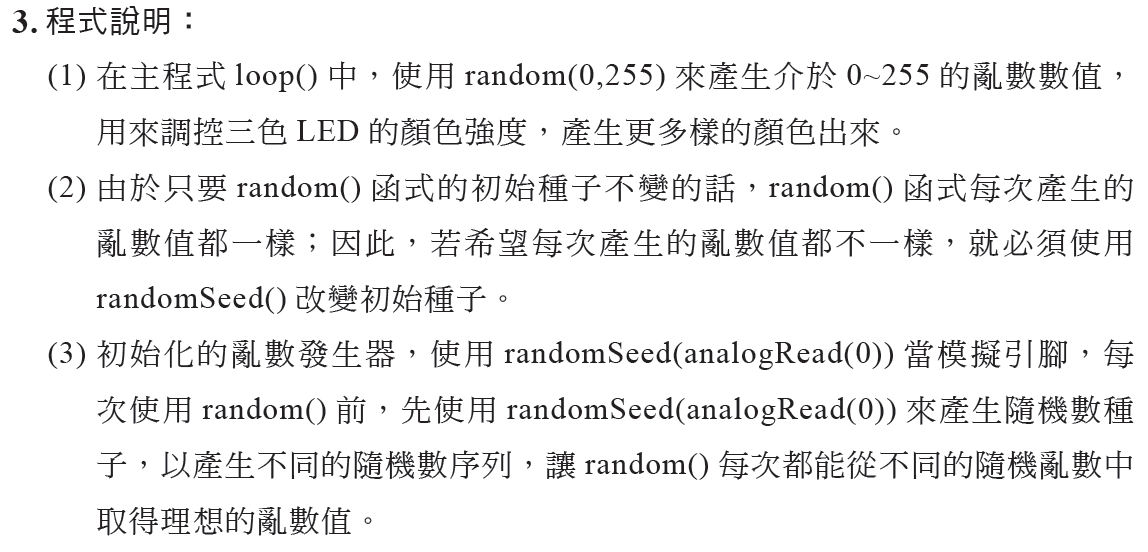 3. 程式說明：
(1) 在主程式 loop() 中，使用 random(0,255) 來產生介於 0~255 的亂數數值，
用來調控三色 LED 的顏色強度，產生更多樣的顏色出來。
(2) 由於只要 random() 函式的初始種子不變的話，random() 函式每次產生的
亂數值都一樣；因此，若希望每次產生的亂數值都不一樣，就必須使用
randomSeed() 改變初始種子。
(3) 初始化的亂數發生器，使用 randomSeed(analogRead(0)) 當模擬引腳，每
次使用 random() 前，先使用 randomSeed(analogRead(0)) 來產生隨機數種
子，以產生不同的隨機數序列，讓 random() 每次都能從不同的隨機亂數中
取得理想的亂數值。